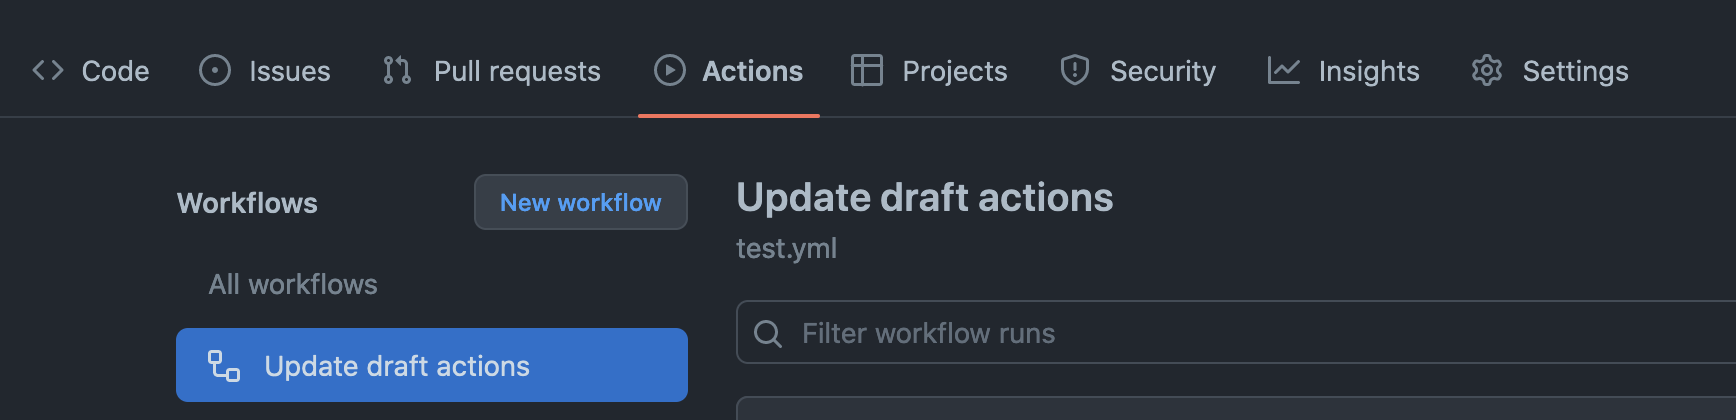 Code Issues Pull requests Actions Projects Security Insights Settings
Workflows New workflow
All workflows
Update draft actions
Update draft actions
test.yml
Filter workflow runs